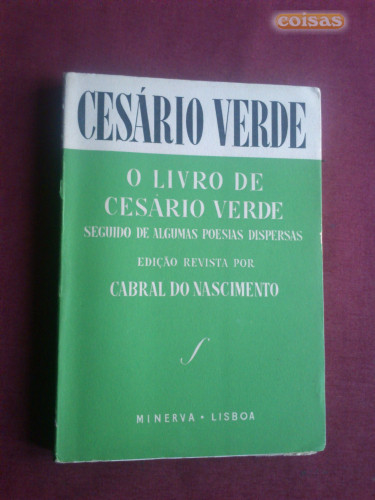 coisas
CESÁRIO VERDE
O LIVRO DE
CESÁRIO VERDE
SEGUIDO DE ALGUMAS POESIAS DISPERSAS
EDIÇÃO REVISTA POR
CABRAL DO NASCIMENTO
MINERVA • LISBOA